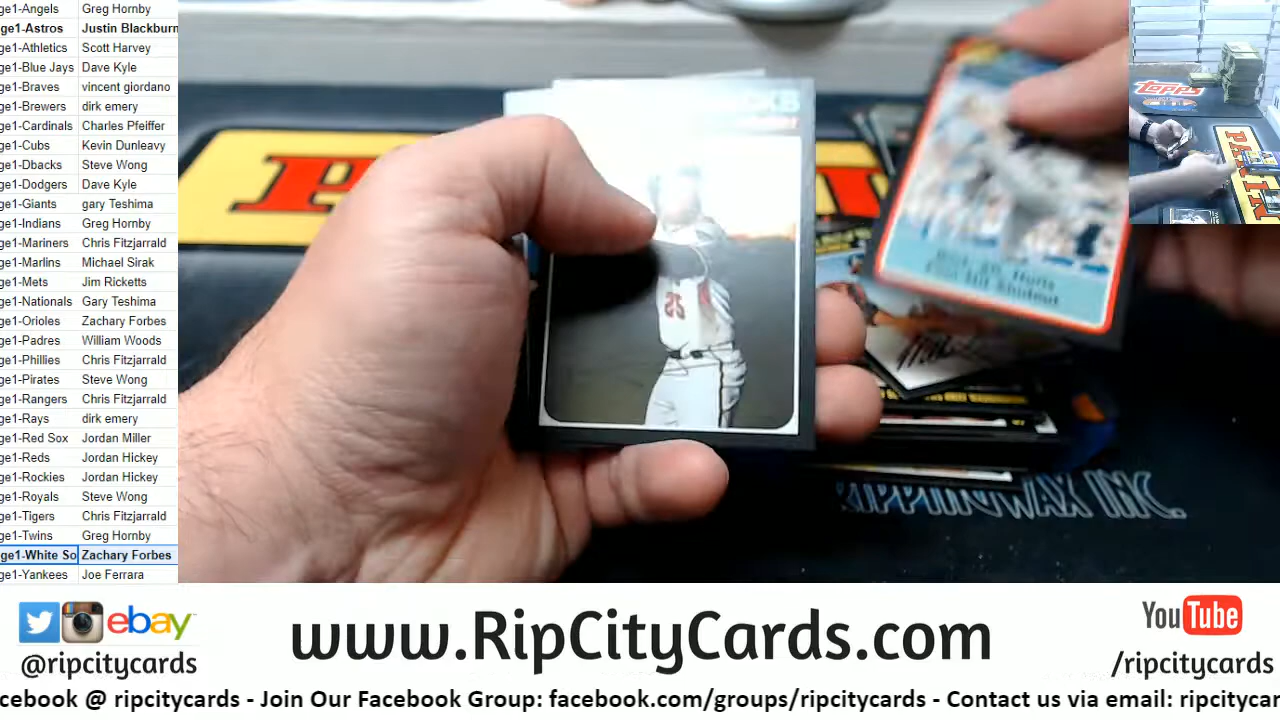 ge1-Angels Greg Hornby
ge1-Astros Justin Blackburn
ge1-Athletics Scott Harvey
ge1-Blue Jays Dave Kyle
ge1-Braves vincent giordano
ge1-Brewers dirk emery
ge1-Cardinals Charles Pfeiffer
ge1-Cubs Kevin Dunleavy
ge1-Dbacks Steve Wong
ge1-Dodgers Dave Kyle
ge1-Giants gary Teshima
ge1-Indians Greg Hornby
ge1-Mariners Chris Fitzjarrald
ge1-Marlins Michael Sirak
ge1-Mets Jim Ricketts
ge1-Nationals Gary Teshima
ge1-Orioles Zachary Forbes
ge1-Padres William Woods
ge1-Phillies Chris Fitzjarrald
ge1-Pirates Steve Wong
ge1-Rangers Chris Fitzjarrald
ge1-Rays dirk emery
ge1-Red Sox Jordan Miller
ge1-Reds Jordan Hickey
ge1-Rockies Jordan Hickey
ge1-Royals Steve Wong
ge1-Tigers Chris Fitzjarrald
ge1-Twins Greg Hornby
ge1-White So Zachary Forbes
ge1-Yankees Joe Ferrara
25
Topps
RIPPINGWAX INC.
ebay
@ripcitycards
www.RipCityCards.com
YouTube
/ripcitycards
cebook @ ripcitycards - Join Our Facebook Group: facebook.com/groups/ripcitycards - Contact us via email: ripcitycar